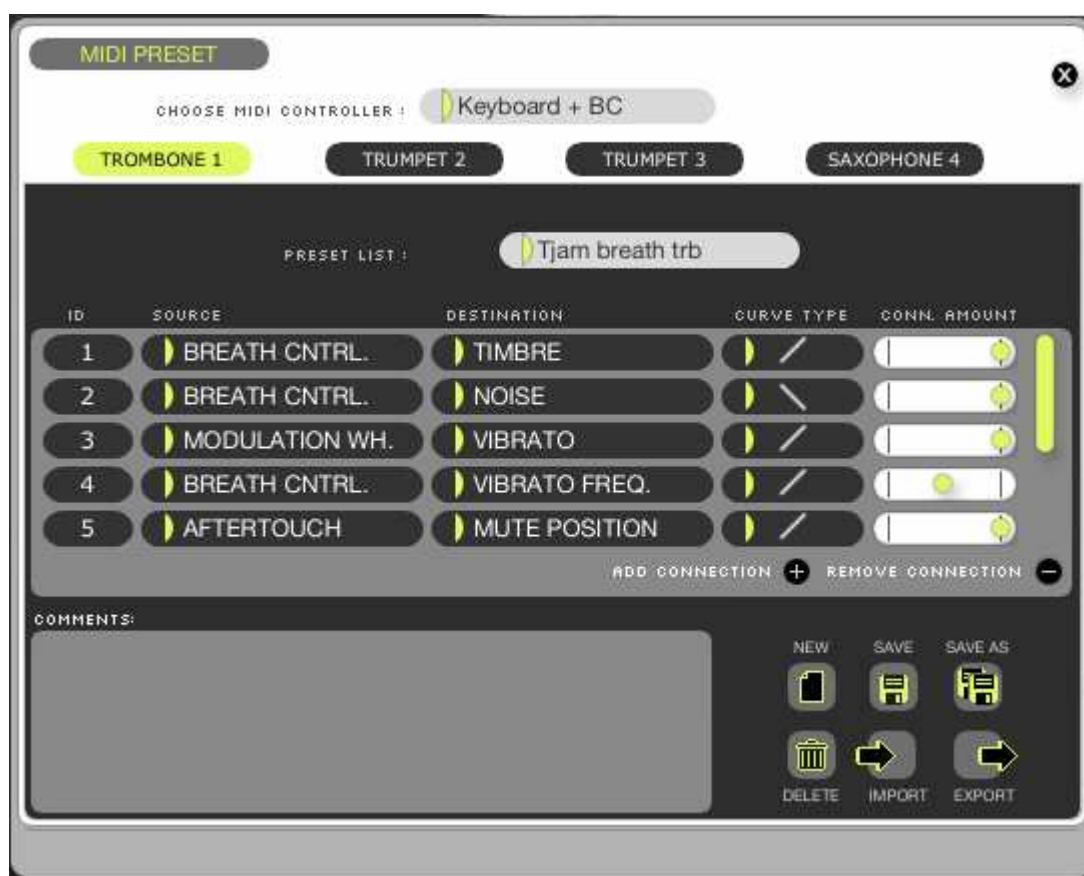 MIDI PRESET
X
CHOOSE MIDI CONTROLLER : Keyboard + BC
TROMBONE 1 TRUMPET 2 TRUMPET 3 SAXOPHONE 4
PRESET LIST : Tjam breath trb
ID SOURCE DESTINATION CURVE TYPE CONN. AMOUNT
1 BREATH CNTRL. TIMBRE
2 BREATH CNTRL. NOISE
3 MODULATION WH. VIBRATO
4 BREATH CNTRL. VIBRATO FREQ.
5 AFTERTOUCH MUTE POSITION
ADD CONNECTION + REMOVE CONNECTION -
COMMENTS:
NEW SAVE SAVE AS
DELETE IMPORT EXPORT